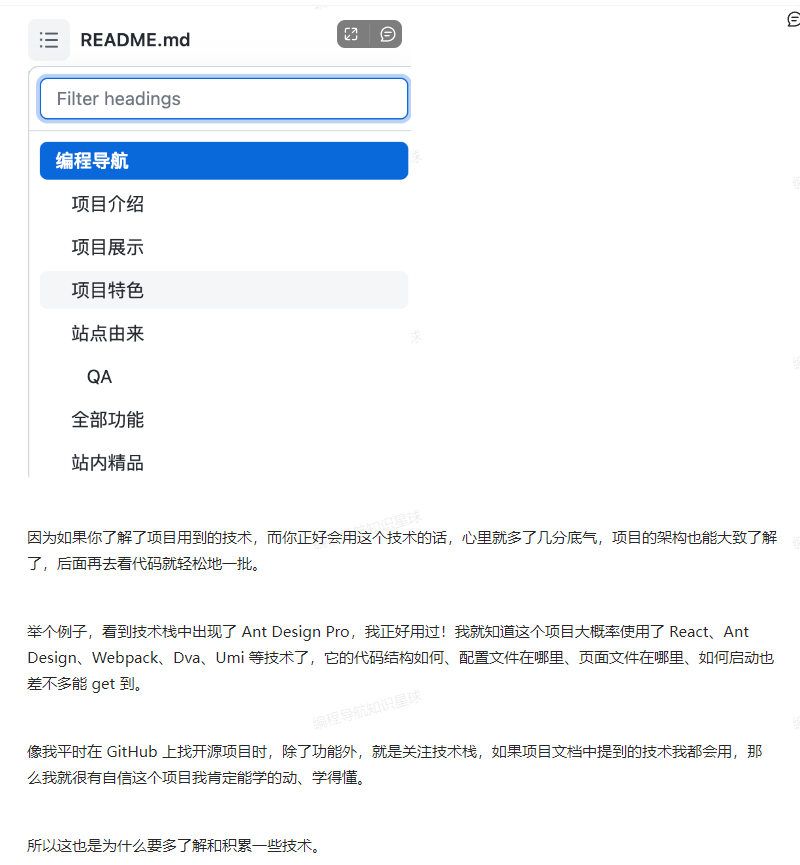 README.md
Filter headings
编程导航
项目介绍
项目展示
项目特色
站点由来
QA
全部功能
站内精品
因为如果你了解了项目用到的技术，而你正好会用这个技术的话，心里就多了几分底气，项目的架构也能大致了解
了，后面再去看代码就轻松地一批。
举个例子，看到技术栈中出现了 Ant Design Pro，我正好用过！我就知道这个项目大概率使用了 React、Ant
Design、Webpack、Dva、Umi 等技术了，它的代码结构如何、配置文件在哪里、页面文件在哪里、如何启动也
差不多能 get 到。
编程导航知识星球
像我平时在 GitHub 上找开源项目时，除了功能外，就是关注技术栈，如果项目文档中提到的技术我都会用，那
么我就很有自信这个项目我肯定能学的动、学得懂。
所以这也是为什么要多了解和积累一些技术。